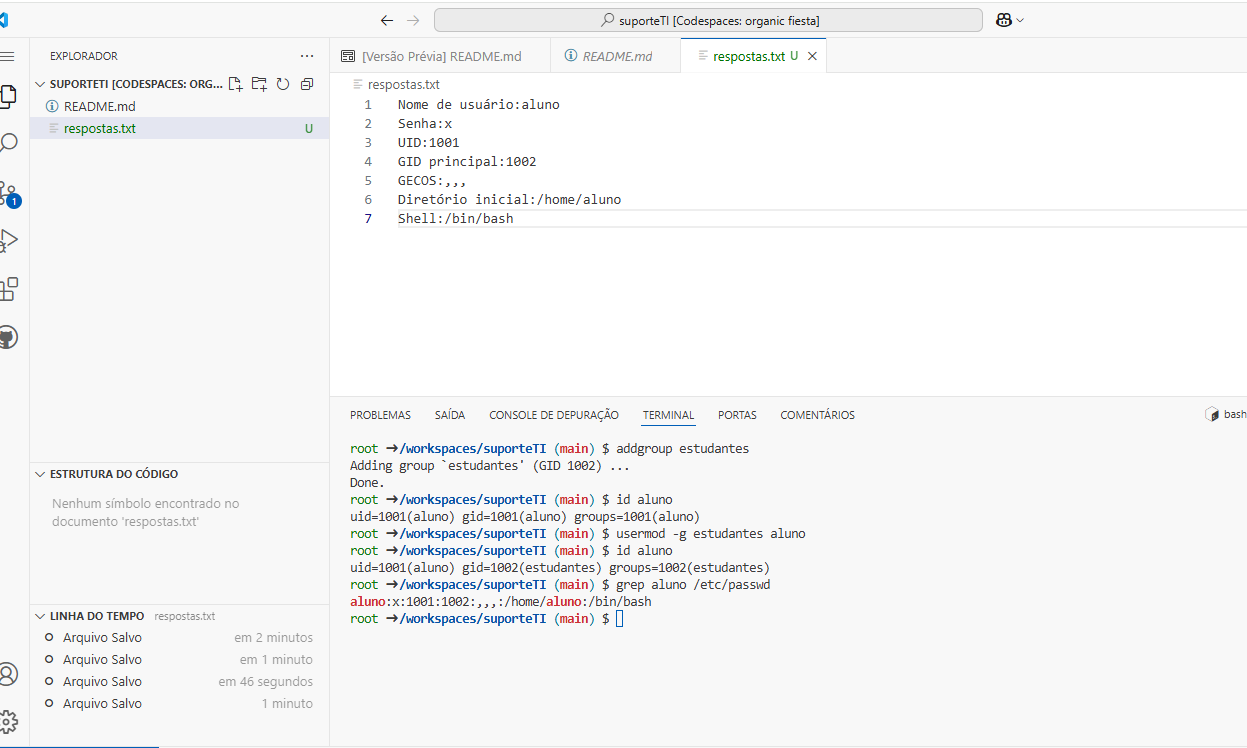 suporteTI [Codespaces: organic fiesta]
EXPLORADOR
SUPORTETI [CODESPACES: ORG...
README.md
respostas.txt U
1
ESTRUTURA DO CÓDIGO
Nenhum símbolo encontrado no
documento 'respostas.txt'
LINHA DO TEMPO respostas.txt
Arquivo Salvo em 2 minutos
Arquivo Salvo em 1 minuto
Arquivo Salvo em 46 segundos
Arquivo Salvo 1 minuto
[Versão Prévia] README.md
README.md
respostas.txt U
respostas.txt
1 Nome de usuário:aluno
2 Senha:x
3 UID:1001
4 GID principal:1002
5 GECOS:,,,
6 Diretório inicial:/home/aluno
7 Shell:/bin/bash
PROBLEMAS SAÍDA CONSOLE DE DEPURAÇÃO TERMINAL PORTAS COMENTÁRIOS
bash
root ➜/workspaces/suporteTI (main) $ addgroup estudantes
Adding group `estudantes' (GID 1002) ...
Done.
root ➜/workspaces/suporteTI (main) $ id aluno
uid=1001(aluno) gid=1001(aluno) groups=1001(aluno)
root ➜/workspaces/suporteTI (main) $ usermod -g estudantes aluno
root ➜/workspaces/suporteTI (main) $ id aluno
uid=1001(aluno) gid=1002(estudantes) groups=1002(estudantes)
root ➜/workspaces/suporteTI (main) $ grep aluno /etc/passwd
aluno:x:1001:1002:,,,:/home/aluno:/bin/bash
root ➜/workspaces/suporteTI (main) $